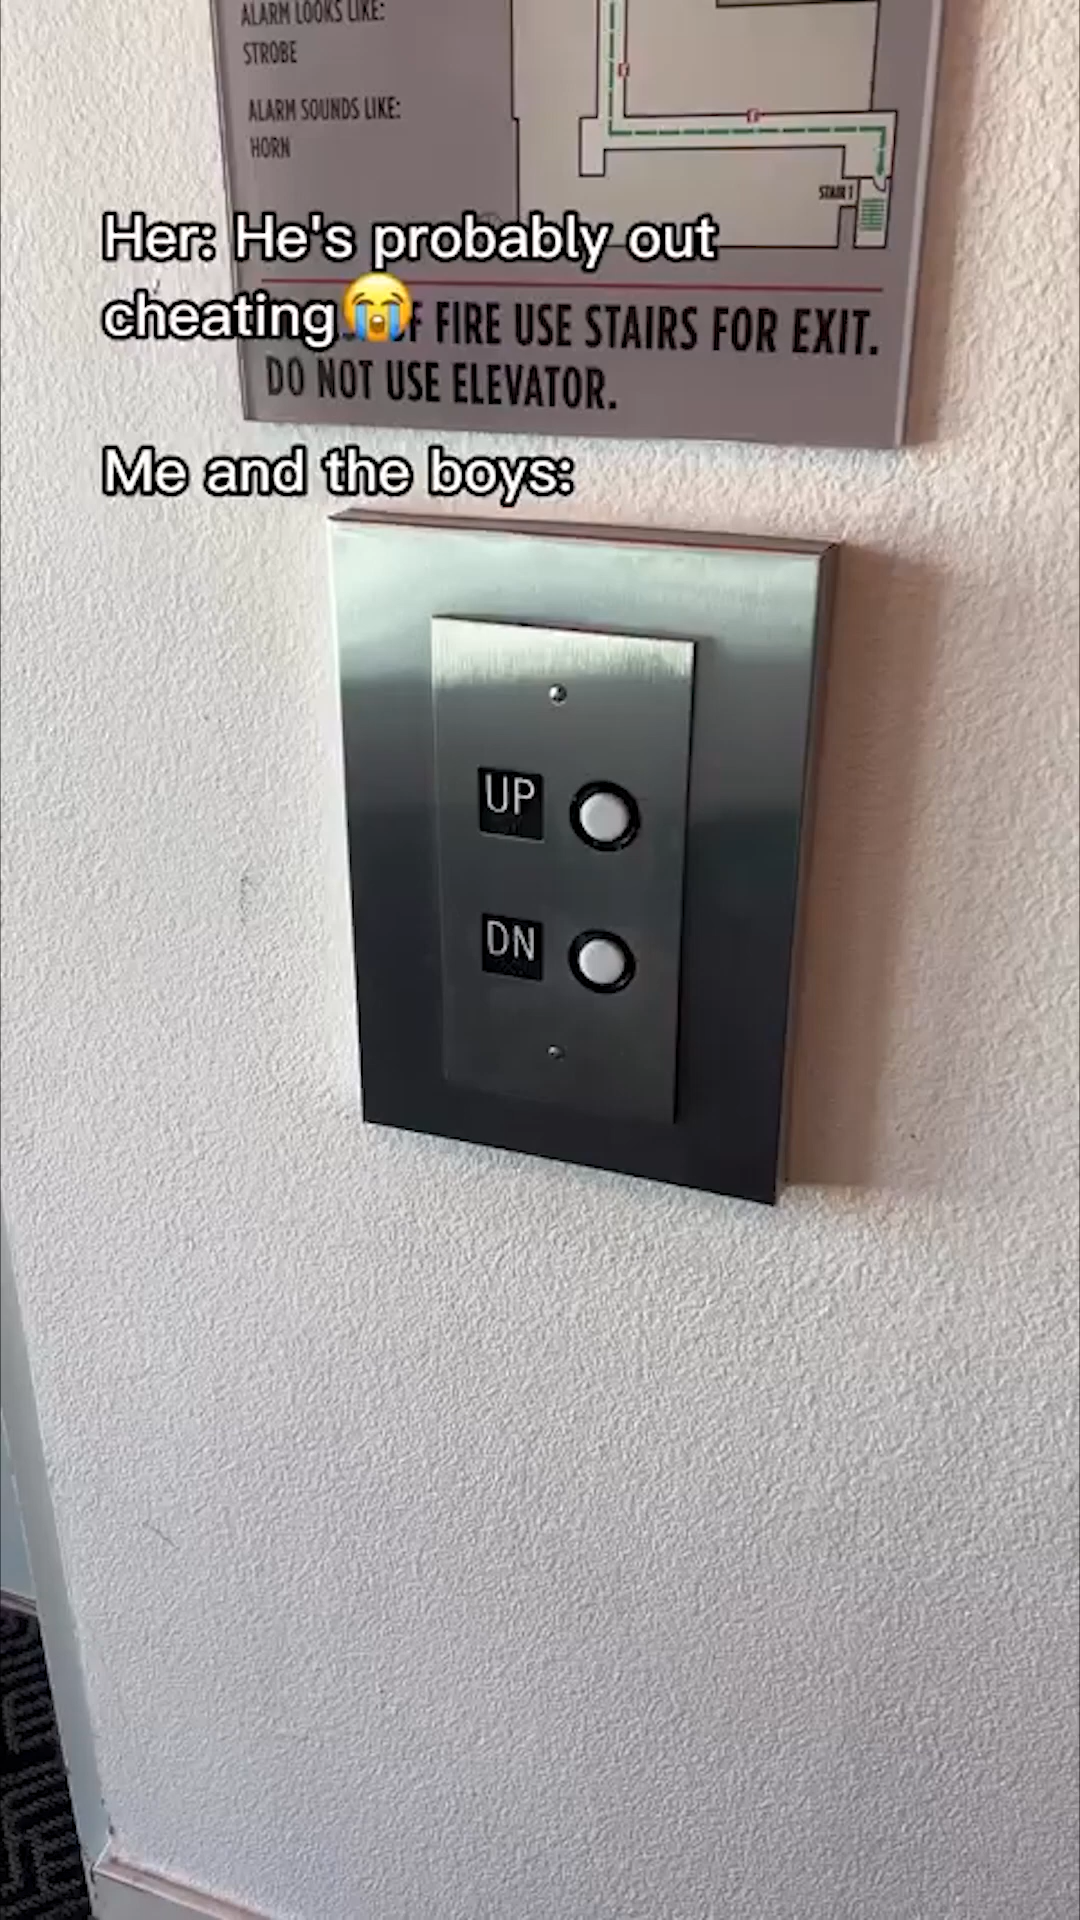 ALARM LOOKS LIKE:
STROBE
ALARM SOUNDS LIKE:
HORN
STAIR 1
Her: He's probably out
cheating😭
FIRE USE STAIRS FOR EXIT.
DO NOT USE ELEVATOR.
Me and the boys:
UP
DN